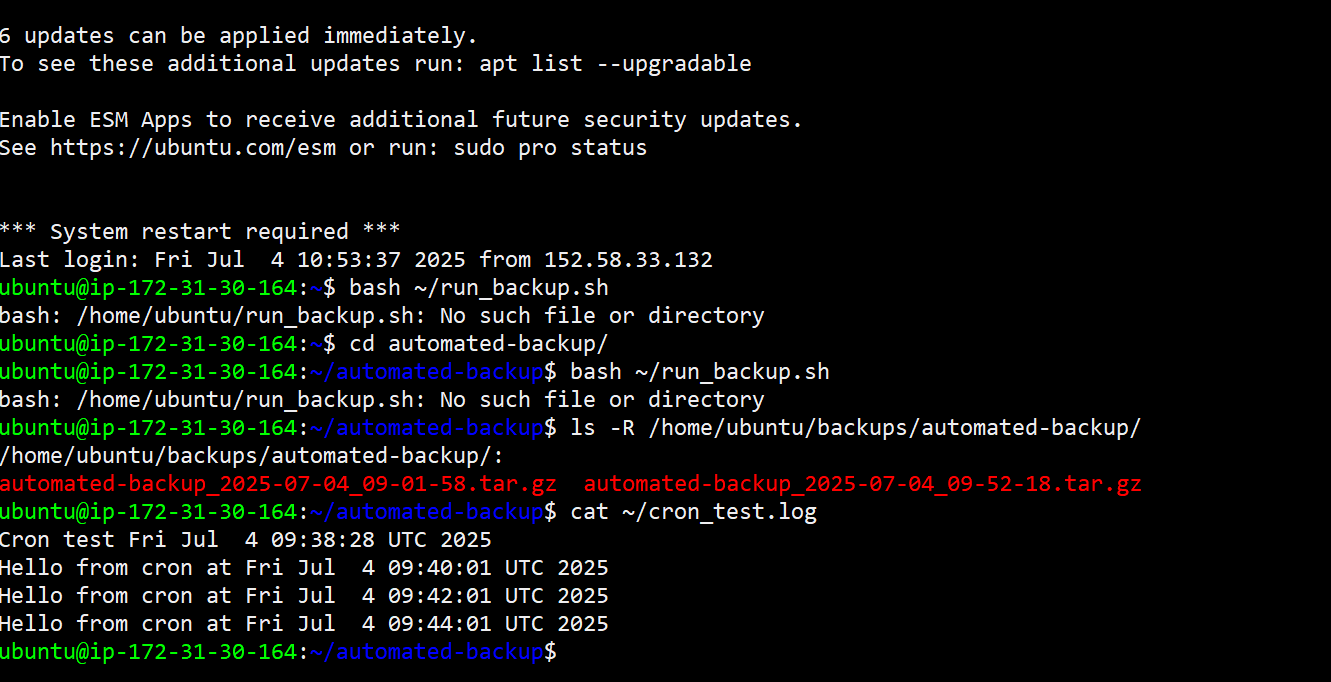 6 updates can be applied immediately.
To see these additional updates run: apt list --upgradable
Enable ESM Apps to receive additional future security updates.
See https://ubuntu.com/esm or run: sudo pro status
*** System restart required ***
Last login: Fri Jul  4 10:53:37 2025 from 152.58.33.132
ubuntu@ip-172-31-30-164:~$ bash ~/run_backup.sh
bash: /home/ubuntu/run_backup.sh: No such file or directory
ubuntu@ip-172-31-30-164:~$ cd automated-backup/
ubuntu@ip-172-31-30-164:~/automated-backup$ bash ~/run_backup.sh
bash: /home/ubuntu/run_backup.sh: No such file or directory
ubuntu@ip-172-31-30-164:~/automated-backup$ ls -R /home/ubuntu/backups/automated-backup/
/home/ubuntu/backups/automated-backup/:
automated-backup_2025-07-04_09-01-58.tar.gz  automated-backup_2025-07-04_09-52-18.tar.gz
ubuntu@ip-172-31-30-164:~/automated-backup$ cat ~/cron_test.log
Cron test Fri Jul  4 09:38:28 UTC 2025
Hello from cron at Fri Jul  4 09:40:01 UTC 2025
Hello from cron at Fri Jul  4 09:42:01 UTC 2025
Hello from cron at Fri Jul  4 09:44:01 UTC 2025
ubuntu@ip-172-31-30-164:~/automated-backup$